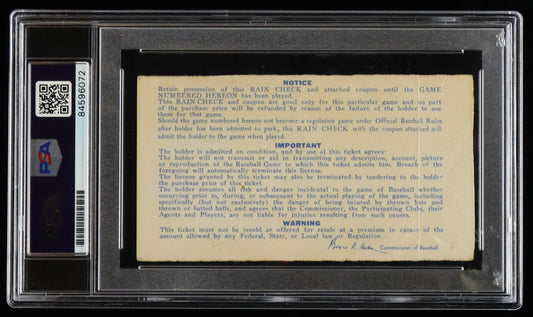 PSA
84596072
NOTICE
Retain possession of this RAIN CHECK and attached coupon until the GAME
NUMBERED HEREON has been played.
This RAIN CHECK and coupon are good only for this particular game and no part
of the purchase price will be refunded by reason of the failure of the holder to use
them for that game.
Should the game numbered hereon not become a regulation game under Official Baseball Rules
after holder has been admitted to park, this RAIN CHECK with the coupon attached will
admit the holder to the game when played.
IMPORTANT
The holder is admitted on condition, and by use of this ticket agrees:
The holder will not transmit or aid in transmitting any description, account, picture
or reproduction of the Baseball Game to which this ticket admits him. Breach of the
foregoing will automatically terminate this license.
The license granted by this ticket may also be terminated by tendering to the holder
the purchase price of this ticket.
The holder assumes all risk and danger incidental to the game of Baseball whether
occurring prior to, during, or subsequent to the actual playing of the game, including
specifically (but not exclusively) the danger of being injured by thrown bats and
thrown or batted balls, and agrees that the Commissioner, the Participating Clubs, their
Agents and Players, are not liable for injuries resulting from such causes.
WARNING
This ticket must not be resold or offered for resale at a premium in excess of the
amount allowed by any Federal, State, or Local law or Regulation.
Bowie K. Kuhn Commissioner of Baseball